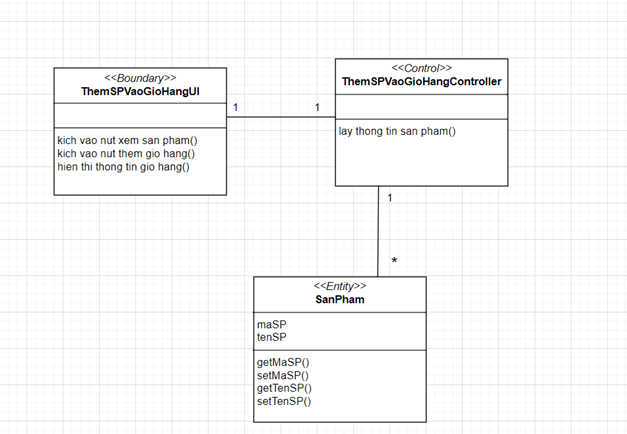 <<Boundary>>
ThemSPVaoGioHangUI
kich vao nut xem san pham()
kich vao nut them gio hang()
hien thi thong tin gio hang()
1
1
<<Control>>
ThemSPVaoGioHangController
lay thong tin san pham()
1
*
<<Entity>>
SanPham
maSP
tenSP
getMaSP()
setMaSP()
getTenSP()
setTenSP()